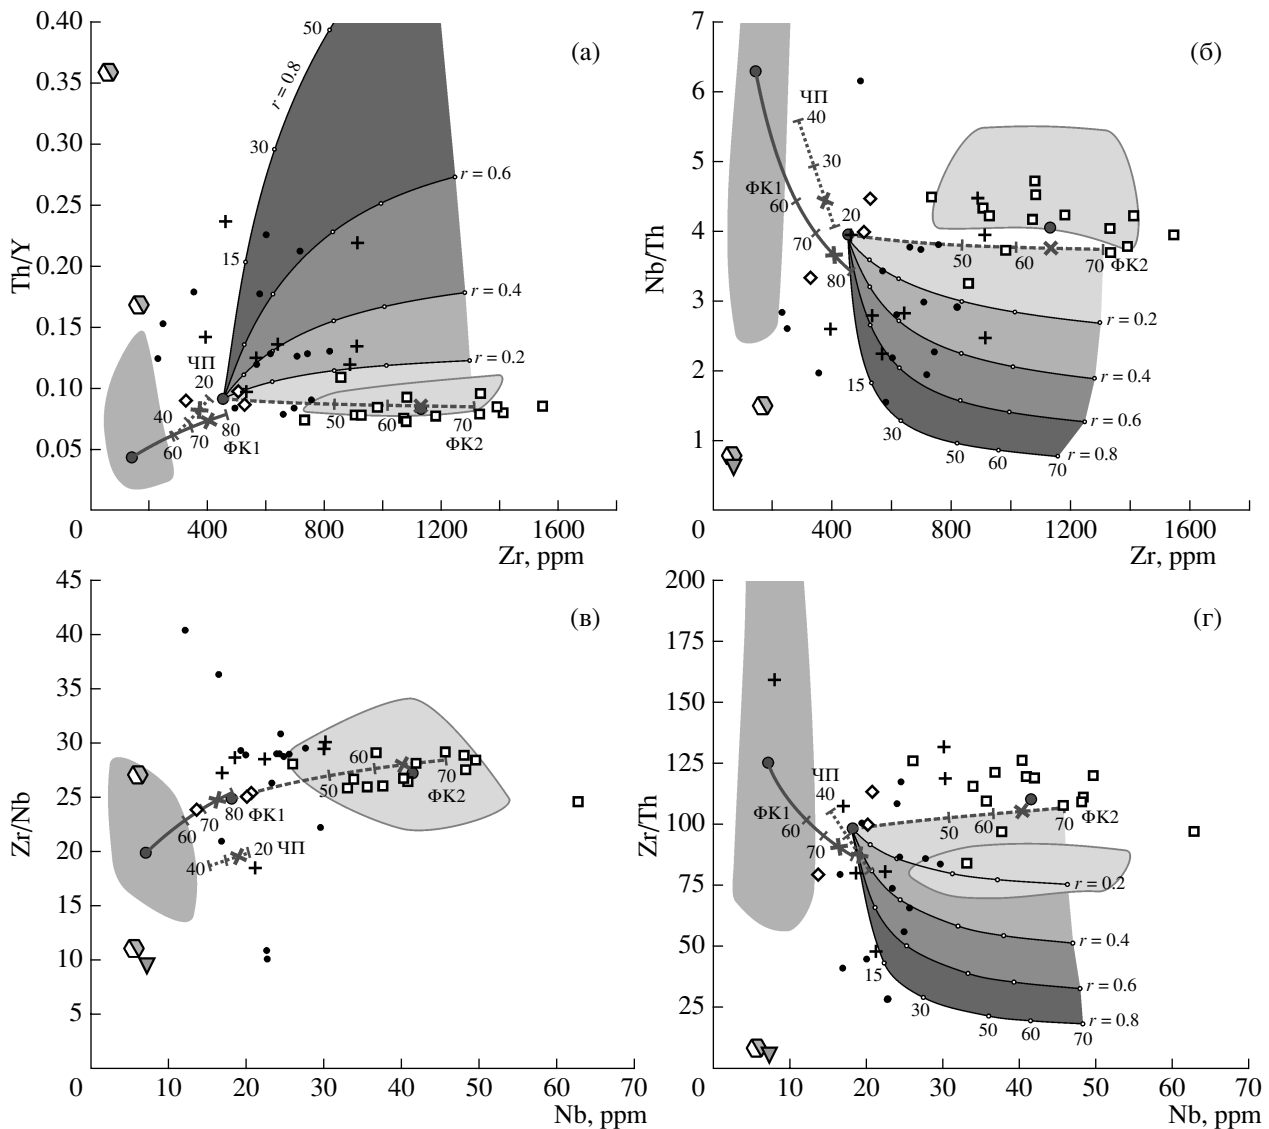 (а)
0.40
0.35
0.30
0.25
0.20
0.15
0.10
0.05
Th/Y
50
r = 0.8
30
15
r = 0.6
r = 0.4
r = 0.2
ЧП
20
40
60
70
80
ФК1
50
60
70
ФК2
0
400
800
1200
1600
Zr, ppm
(б)
7
6
5
4
3
2
1
Nb/Th
ЧП
40
30
20
ФК1
60
70
80
50
60
70
ФК2
r = 0.2
r = 0.4
r = 0.6
r = 0.8
15
30
50
60
70
0
400
800
1200
1600
Zr, ppm
(в)
45
40
35
30
25
20
15
10
5
Zr/Nb
60
50
70
ФК2
60
70
80
ФК1
40
20 ЧП
0
10
20
30
40
50
60
70
Nb, ppm
(г)
200
175
150
125
100
75
50
25
Zr/Th
ЧП
40
ФК1
60
70
50
60
70
ФК2
r = 0.2
r = 0.4
r = 0.6
r = 0.8
15
30
50
60
70
0
10
20
30
40
50
60
70
Nb, ppm